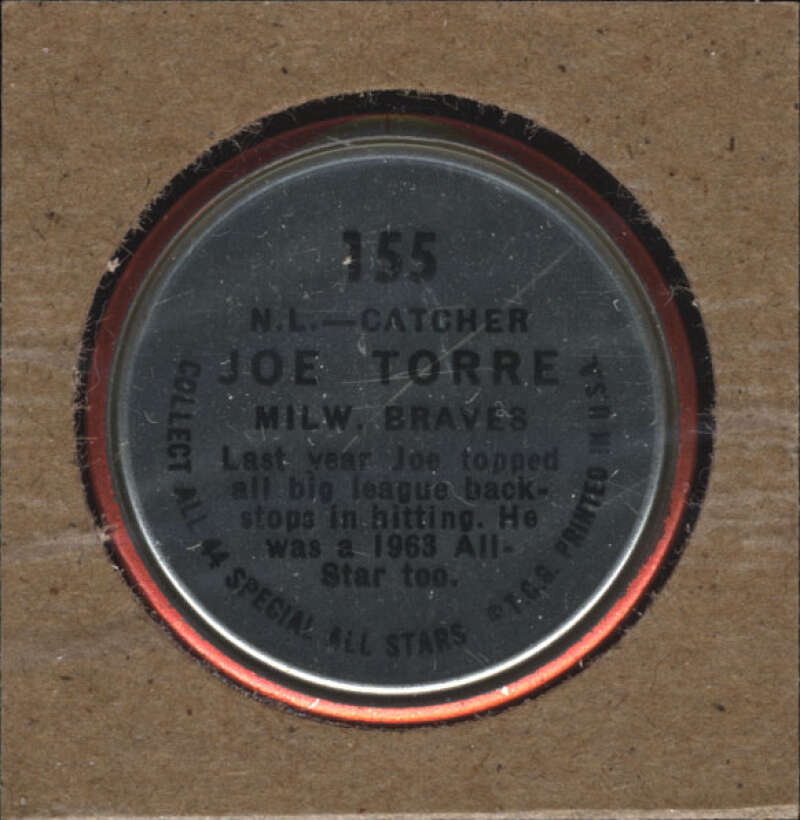 155
N.L.—CATCHER
JOE TORRE
MILW. BRAVES
Last year Joe topped
all big league back-
stops in hitting. He
was a 1963 All-
Star too.
COLLECT ALL 44 SPECIAL ALL STARS
© T.C.G. PRINTED IN U.S.A.